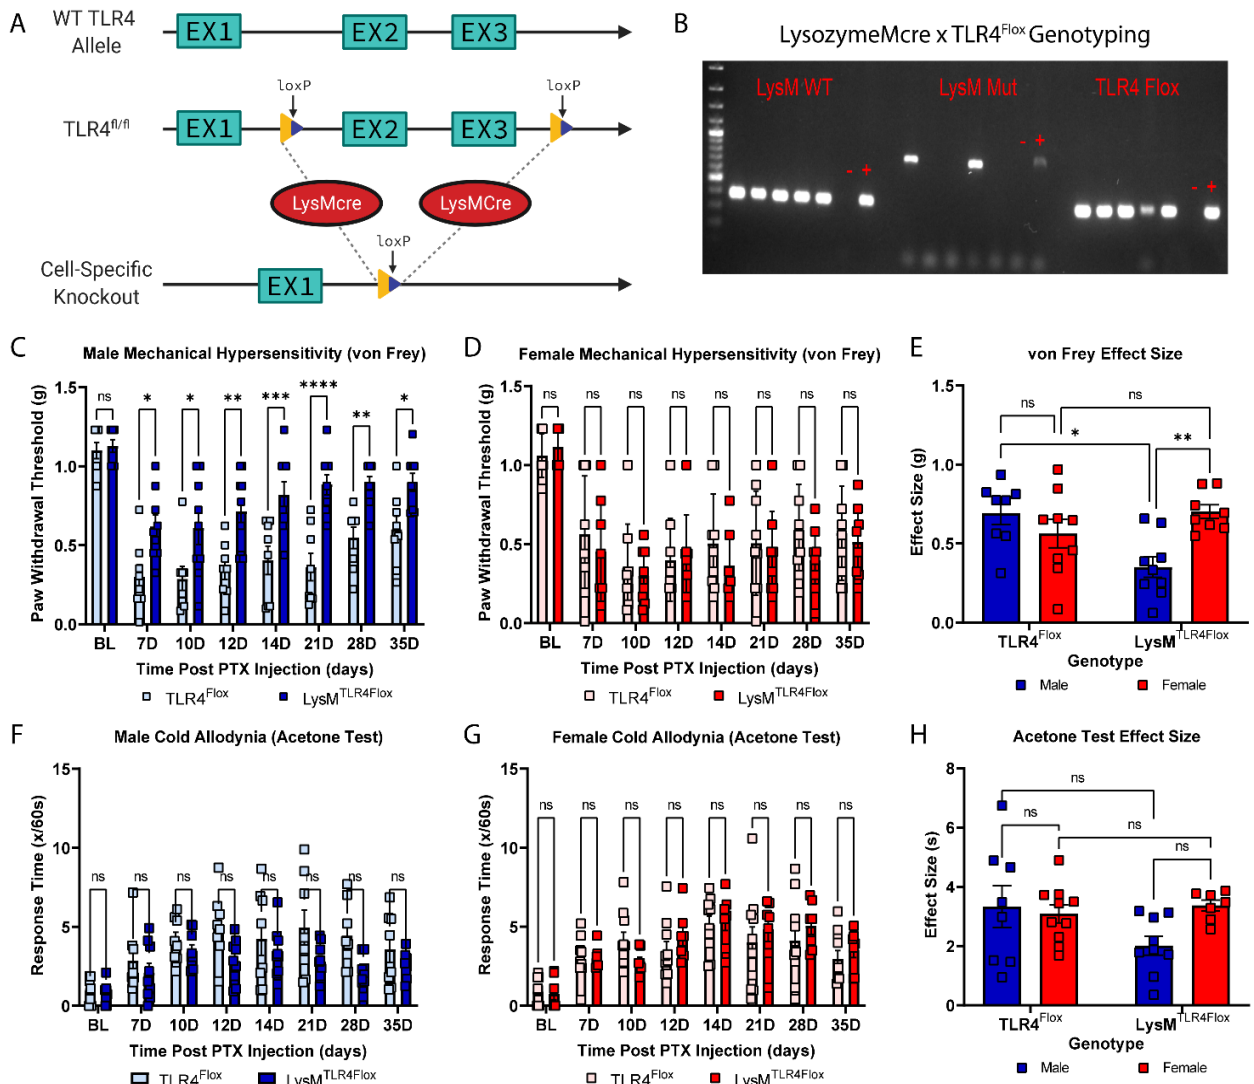 A
WT TLR4
Allele
EX1
EX2
EX3
loxP
loxP
TLR4fl/fl
EX1
EX2
EX3
LysMcre
LysMCre
loxP
Cell-Specific
Knockout
EX1
B
LysozymeMcre x TLR4Flox Genotyping
LysM WT
LysM Mut
TLR4 Flox
- +
- +
- +
C
Male Mechanical Hypersensitivity (von Frey)
Paw Withdrawal Threshold (g)
1.5
1.0
0.5
0.0
ns
*
*
**
***
****
**
*
BL 7D 10D 12D 14D 21D 28D 35D
Time Post PTX Injection (days)
TLR4Flox LysMTLR4Flox
D
Female Mechanical Hypersensitivity (von Frey)
Paw Withdrawal Threshold (g)
1.5
1.0
0.5
0.0
ns ns ns ns ns ns ns ns
BL 7D 10D 12D 14D 21D 28D 35D
Time Post PTX Injection (days)
TLR4Flox LysMTLR4Flox
E
von Frey Effect Size
Effect Size (g)
1.5
1.0
0.5
0.0
ns
ns
*
**
TLR4Flox LysMTLR4Flox
Genotype
Male Female
F
Male Cold Allodynia (Acetone Test)
Response Time (x/60s)
15
10
5
0
ns ns ns ns ns ns ns ns
BL 7D 10D 12D 14D 21D 28D 35D
Time Post PTX Injection (days)
TLR4Flox LysMTLR4Flox
G
Female Cold Allodynia (Acetone Test)
Response Time (x/60s)
15
10
5
0
ns ns ns ns ns ns ns ns
BL 7D 10D 12D 14D 21D 28D 35D
Time Post PTX Injection (days)
TLR4Flox LysMTLR4Flox
H
Acetone Test Effect Size
Effect Size (s)
8
6
4
2
0
ns
ns
ns
ns
TLR4Flox LysMTLR4Flox
Genotype
Male Female